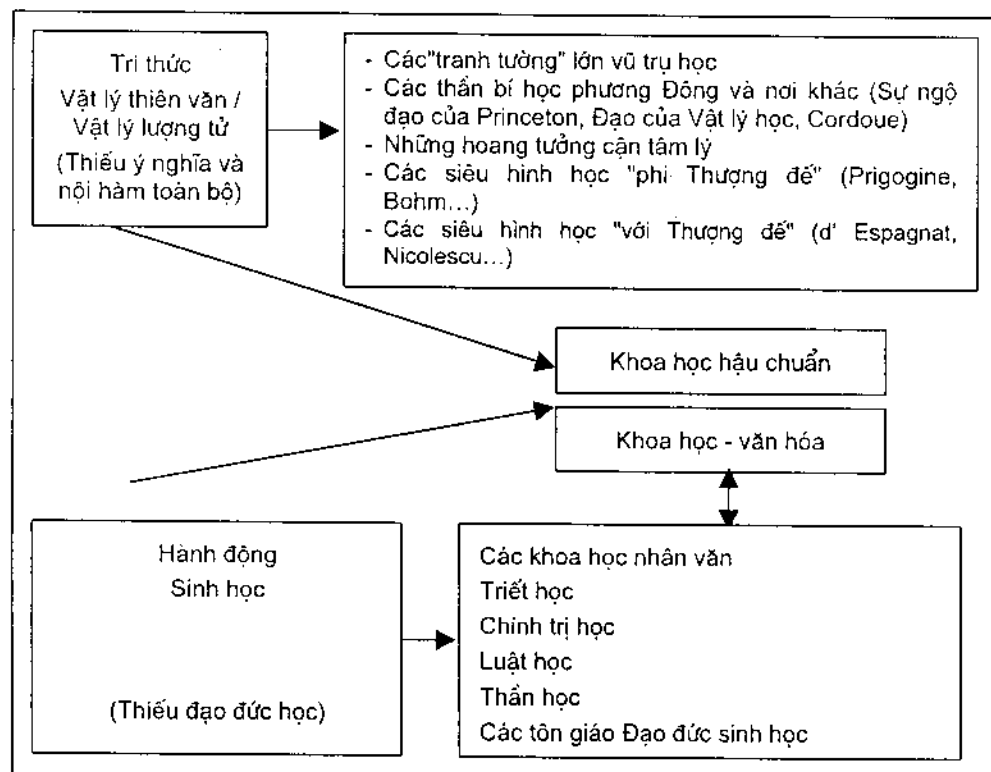 Tri thức
Vật lý thiên văn /
Vật lý lượng tử
(Thiếu ý nghĩa và
nội hàm toàn bộ)
- Các"tranh tường" lớn vũ trụ học
- Các thần bí học phương Đông và nơi khác (Sự ngộ
đạo của Princeton, Đạo của Vật lý học, Cordoue)
- Những hoang tưởng cận tâm lý
- Các siêu hình học "phi Thượng đế" (Prigogine,
Bohm...)
- Các siêu hình học "với Thượng đế" (d' Espagnat,
Nicolescu...)
Khoa học hậu chuẩn
Khoa học - văn hóa
Hành động
Sinh học
(Thiếu đạo đức học)
Các khoa học nhân văn
Triết học
Chính trị học
Luật học
Thần học
Các tôn giáo Đạo đức sinh học